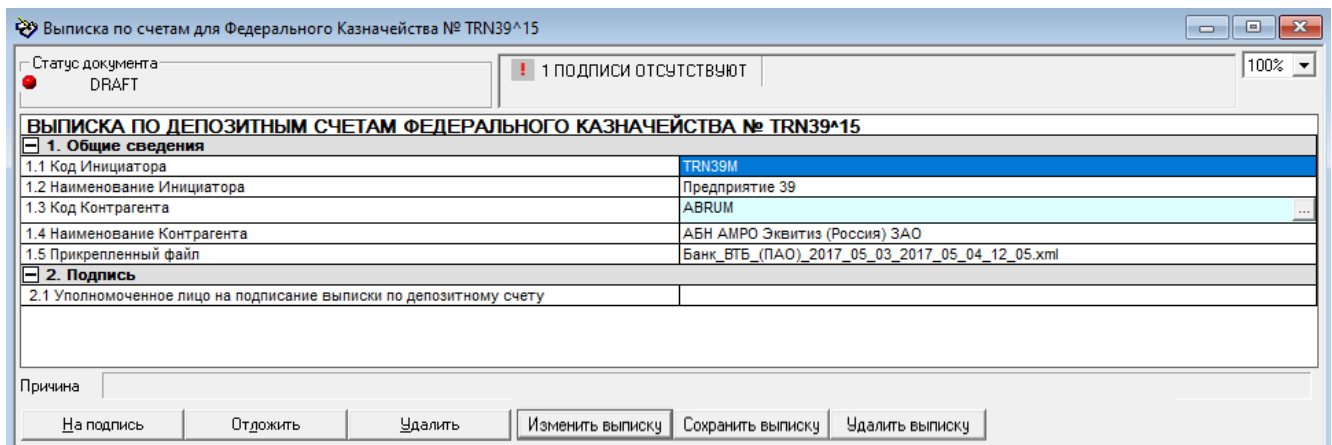 Выписка по счетам для Федерального Казначейства № TRN39^15
Статус документа
DRAFT
! 1 ПОДПИСИ ОТСУТСТВУЮТ
100%
ВЫПИСКА ПО ДЕПОЗИТНЫМ СЧЕТАМ ФЕДЕРАЛЬНОГО КАЗНАЧЕЙСТВА № TRN39^15
1. Общие сведения
1.1 Код Инициатора TRN39M
1.2 Наименование Инициатора Предприятие 39
1.3 Код Контрагента ABRUM ...
1.4 Наименование Контрагента АБН АМРО Эквитиз (Россия) ЗАО
1.5 Прикрепленный файл Банк_ВТБ_(ПАО)_2017_05_03_2017_05_04_12_05.xml
2. Подпись
2.1 Уполномоченное лицо на подписание выписки по депозитному счету
Причина
На подпись Отложить Удалить Изменить выписку Сохранить выписку Удалить выписку